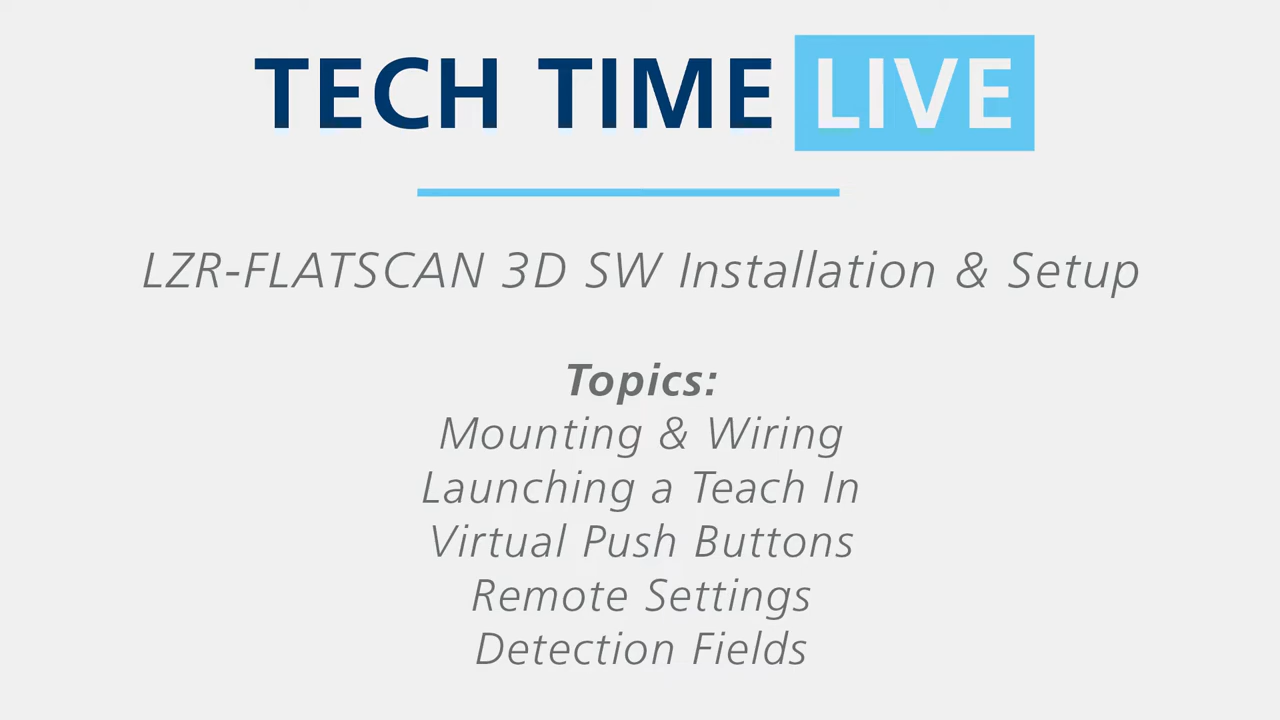 TECH TIME LIVE
LZR-FLATSCAN 3D SW Installation & Setup
Topics:
Mounting & Wiring
Launching a Teach In
Virtual Push Buttons
Remote Settings
Detection Fields